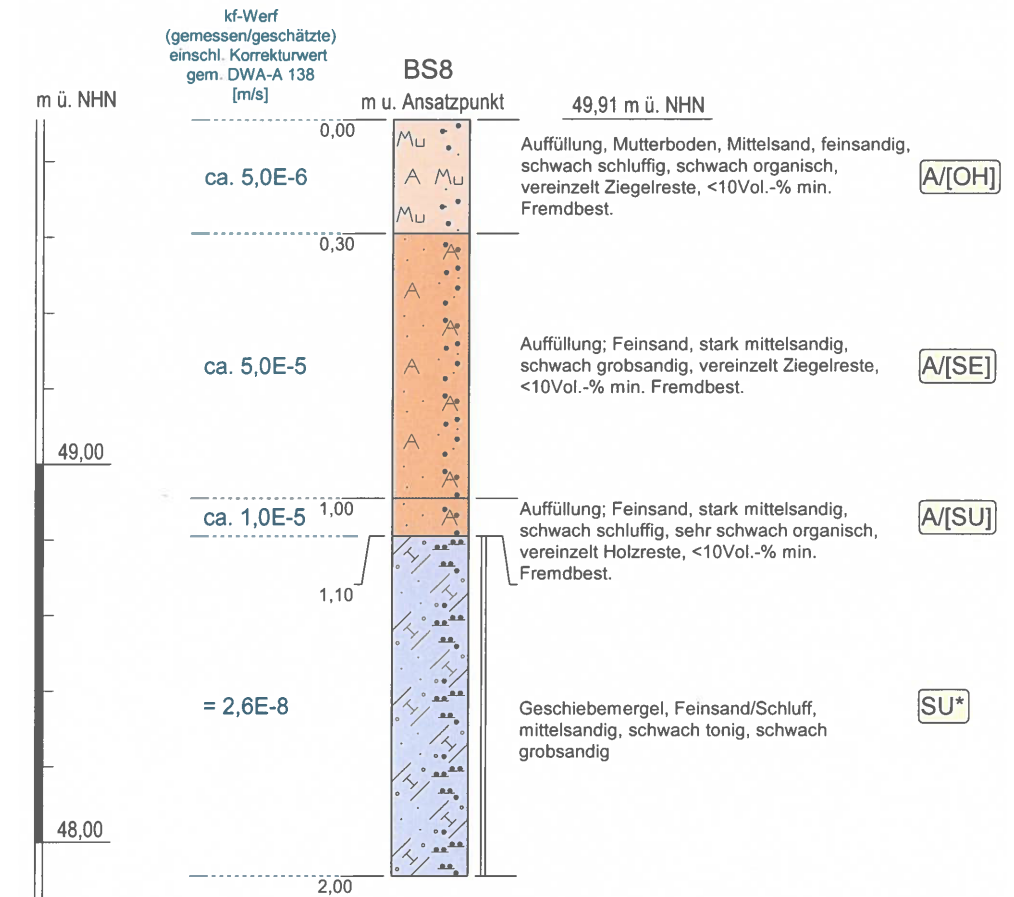 kf-Werf
(gemessen/geschätzte)
einschl. Korrekturwert
gem. DWA-A 138
[m/s]
BS8
m ü. NHN
m u. Ansatzpunkt
49,91 m ü. NHN
0,00
Mu
A Mu
Mu
ca. 5,0E-6
Auffüllung, Mutterboden, Mittelsand, feinsandig,
schwach schluffig, schwach organisch,
vereinzelt Ziegelreste, <10Vol.-% min.
Fremdbest.
A/[OH]
0,30
A
A
A
A
A
A
A
ca. 5,0E-5
Auffüllung; Feinsand, stark mittelsandig,
schwach grobsandig, vereinzelt Ziegelreste,
<10Vol.-% min. Fremdbest.
A/[SE]
49,00
1,00
ca. 1,0E-5
A
Auffüllung; Feinsand, stark mittelsandig,
schwach schluffig, sehr schwach organisch,
vereinzelt Holzreste, <10Vol.-% min.
Fremdbest.
A/[SU]
1,10
= 2,6E-8
Geschiebemergel, Feinsand/Schluff,
mittelsandig, schwach tonig, schwach
grobsandig
SU*
48,00
2,00